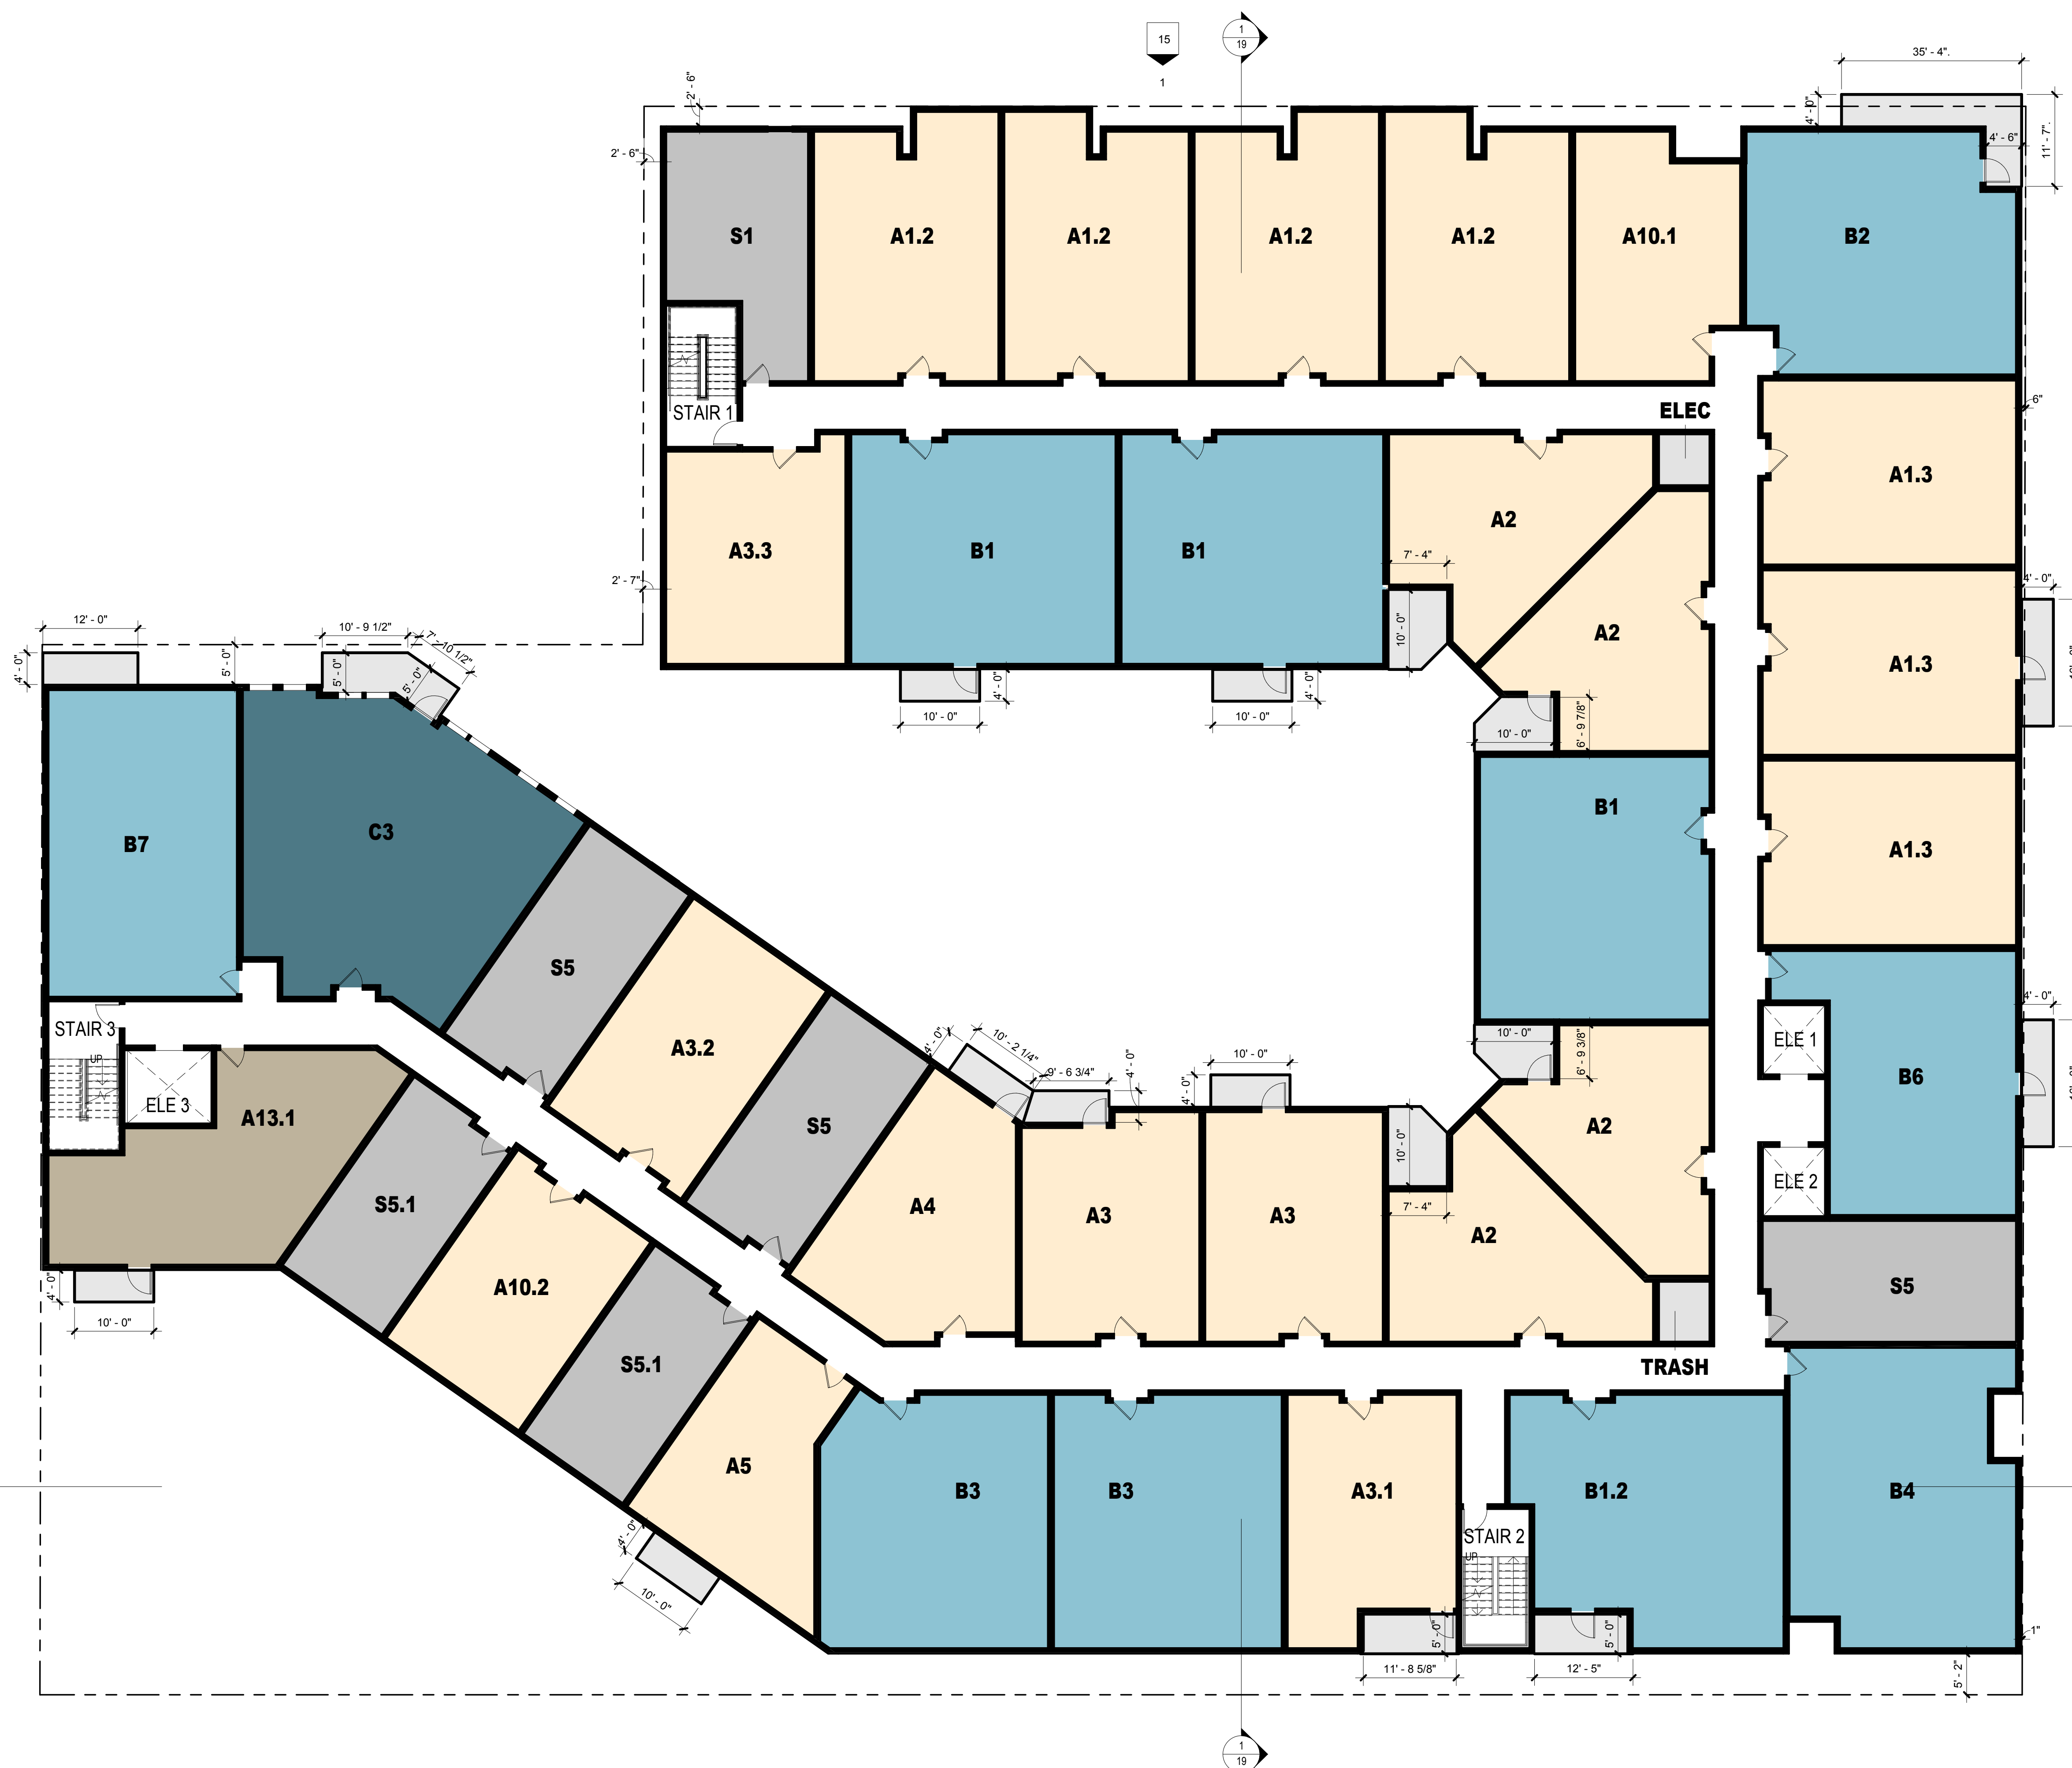 15
1
1
19
35' - 4".
2' - 6"
4' - 0"
4' - 6"
11' - 7".
2' - 6"
S1
A1.2
A1.2
A1.2
A1.2
A10.1
B2
STAIR 1
ELEC
6"
A3.3
B1
B1
A2
A1.3
7' - 4"
2' - 7"
10' - 0"
A2
A1.3
4' - 0"
12' - 0"
10' - 9 1/2"
7' - 10 1/2"
4' - 0"
5' - 0"
5' - 0"
5' - 0"
4' - 0"
4' - 0"
10' - 0"
10' - 0"
10' - 0"
6' - 9 7/8"
B7
C3
B1
A1.3
S5
A3.2
STAIR 3
UP
ELE 3
A13.1
4' - 0"
10' - 2 1/4"
9' - 6 3/4"
4' - 0"
10' - 0"
4' - 0"
10' - 0"
6' - 9 3/8"
ELE 1
4' - 0"
B6
S5
10' - 0"
A2
ELE 2
S5.1
A4
A3
A3
7' - 4"
A2
A10.2
S5
4' - 0"
10' - 0"
S5.1
TRASH
A5
B3
B3
A3.1
B1.2
B4
STAIR 2
UP
4' - 0"
10' - 0"
5' - 0"
5' - 0"
11' - 8 5/8"
12' - 5"
1"
5' - 2"
1
19